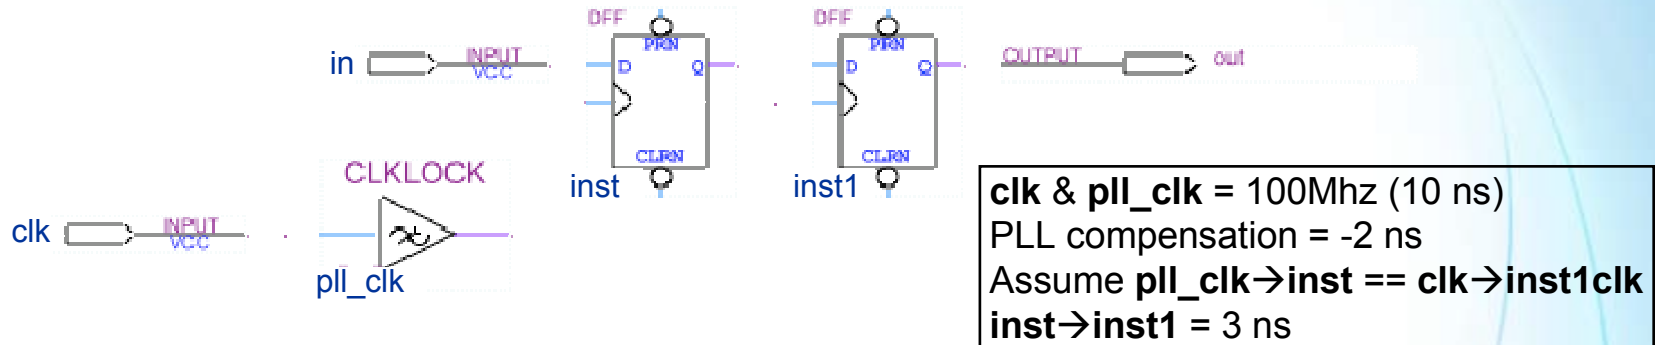 DFF
DFF
PRN
PRN
in
INPUT
VCC
D
Q
D
Q
OUTPUT
out
CLRN
CLRN
inst
inst1
CLKLOCK
clk
INPUT
VCC
pll_clk
clk & pll_clk = 100Mhz (10 ns)
PLL compensation = -2 ns
Assume pll_clk→inst == clk→inst1clk
inst→inst1 = 3 ns